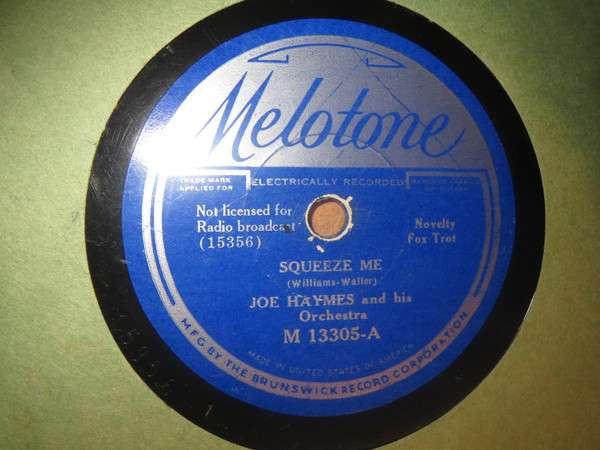 Melotone
TRADE MARK
APPLIED FOR
ELECTRICALLY RECORDED
Not licensed for
Radio broadcast
(15356)
Novelty
Fox Trot
SQUEEZE ME
(Williams-Waller)
JOE HAYMES and his
Orchestra
M 13305-A
MADE IN UNITED STATES OF AMERICA
MFG. BY THE BRUNSWICK RECORD CORPORATION